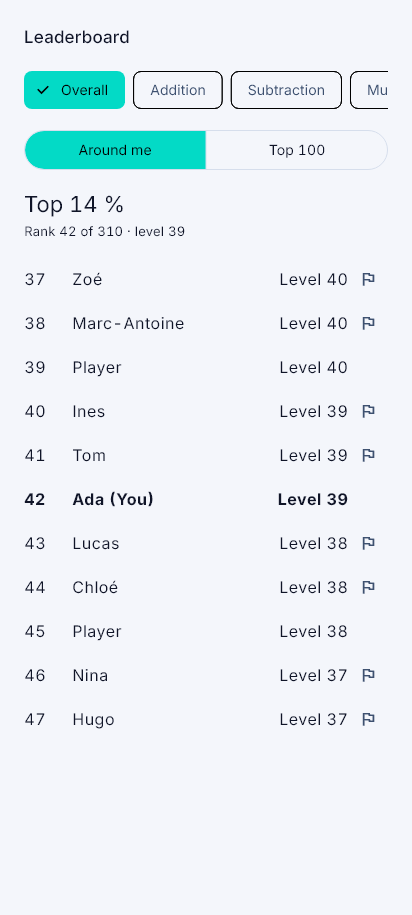 Leaderboard
Overall Addition Subtraction Mu
Around me Top 100
Top 14 %
Rank 42 of 310 · level 39
37 Zoé Level 40
38 Marc-Antoine Level 40
39 Player Level 40
40 Ines Level 39
41 Tom Level 39
42 Ada (You) Level 39
43 Lucas Level 38
44 Chloé Level 38
45 Player Level 38
46 Nina Level 37
47 Hugo Level 37